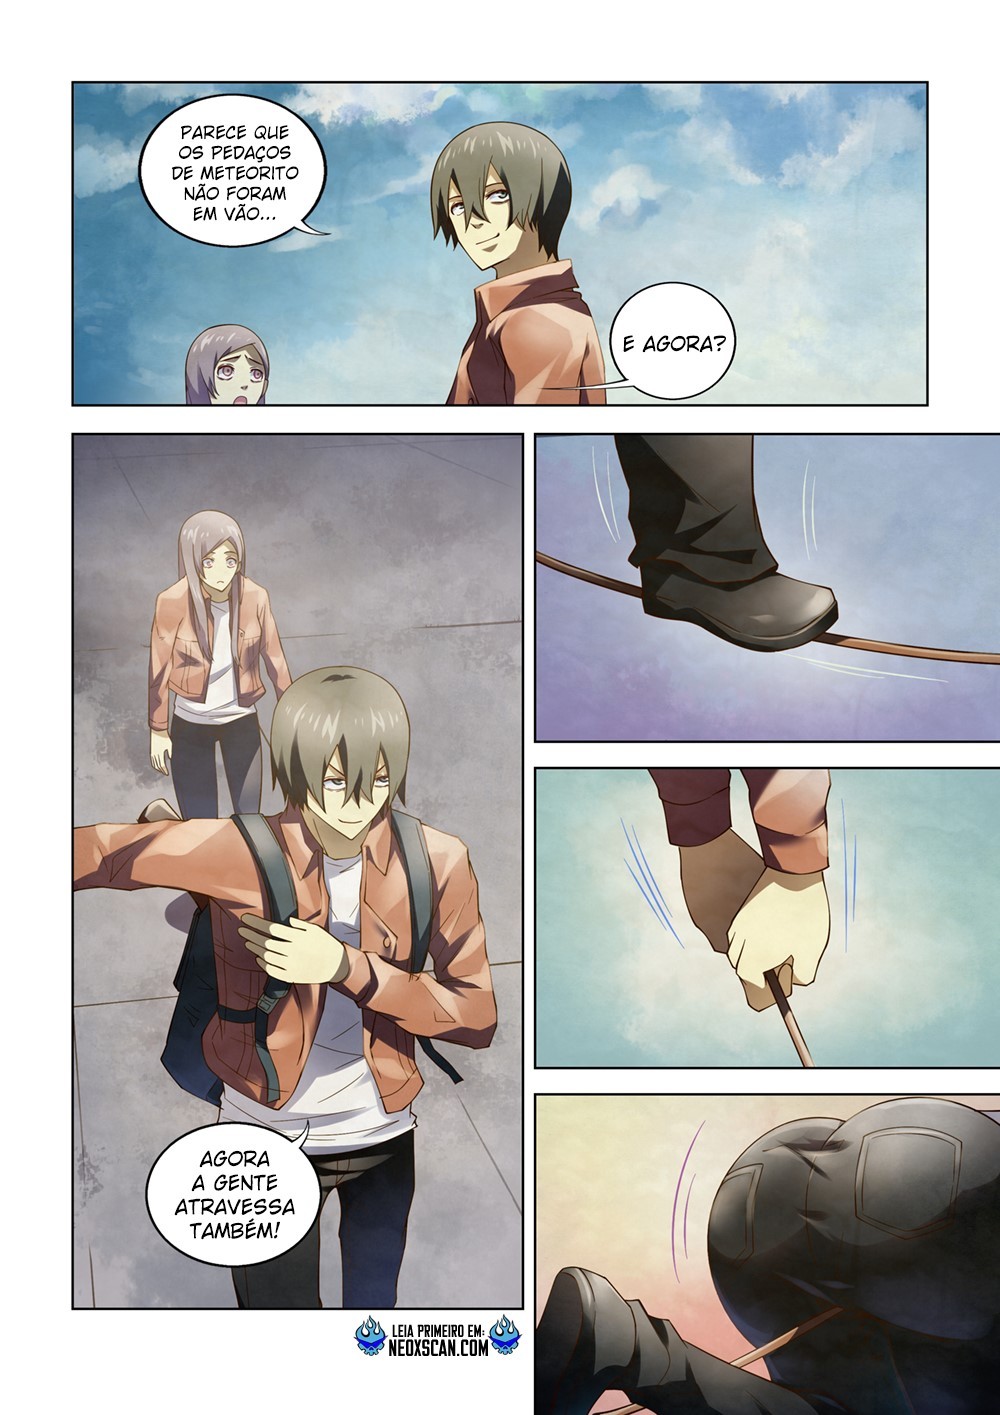 PARECE QUE
OS PEDAÇOS
DE METEORITO
NÃO FORAM
EM VÃO...
E AGORA?
AGORA
A GENTE
ATRAVESSA
TAMBÉM!
LEIA PRIMEIRO EM:
NEOXSCAN.COM